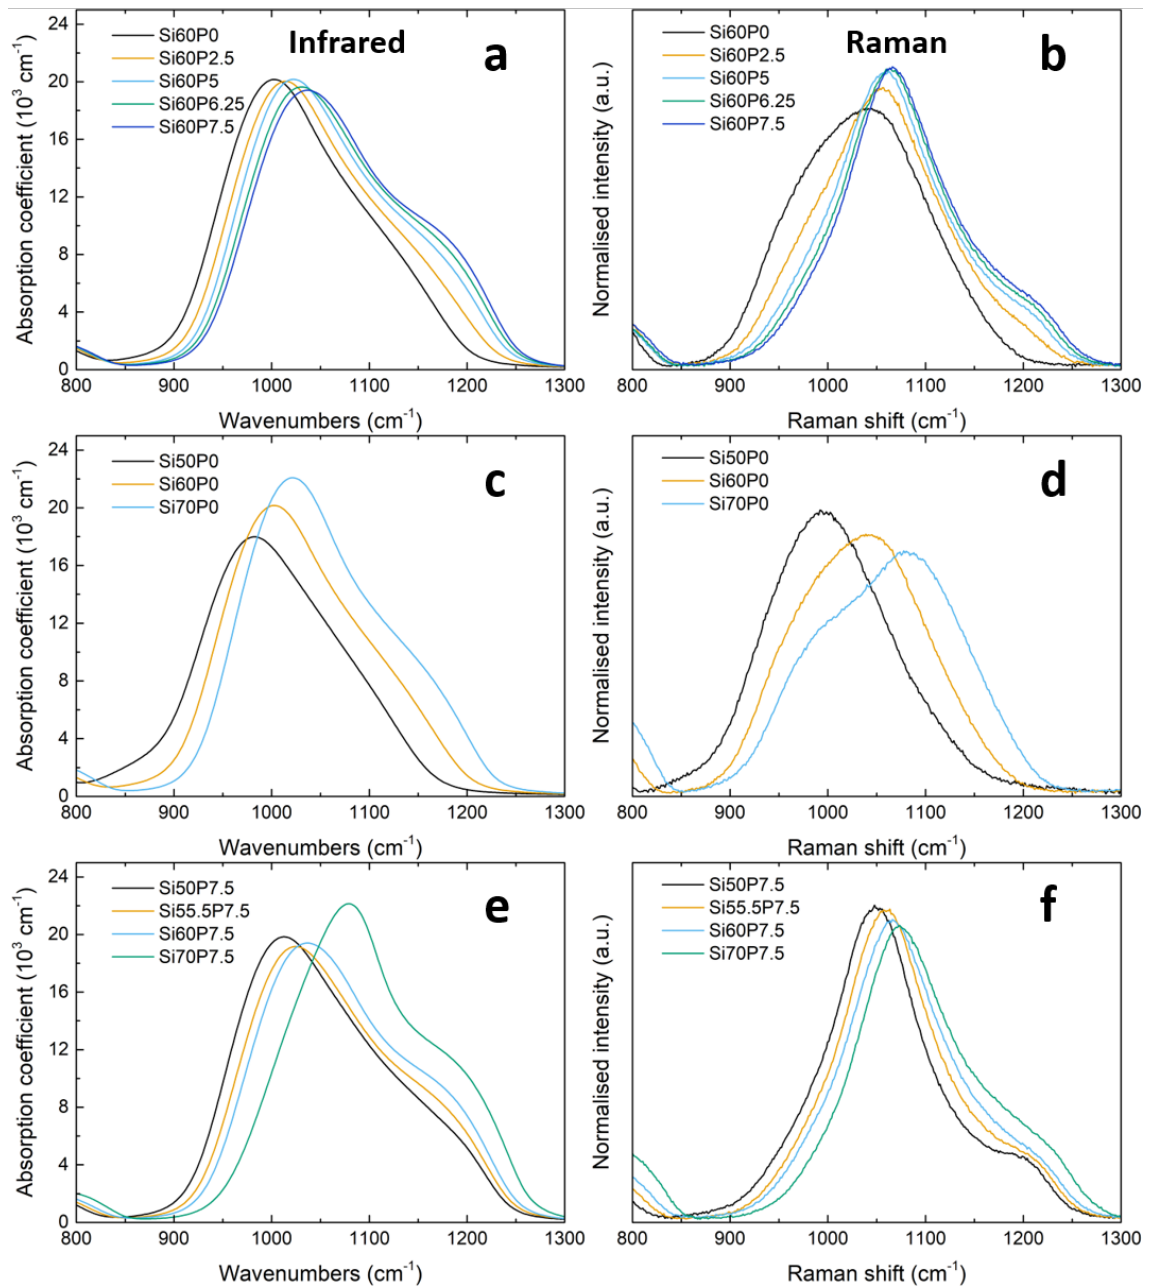 Infrared
a
Si60P0
Si60P2.5
Si60P5
Si60P6.25
Si60P7.5
Absorption coefficient (10³ cm⁻¹)
24
20
16
12
8
4
0
800 900 1000 1100 1200 1300
Wavenumbers (cm⁻¹)
Raman
b
Si60P0
Si60P2.5
Si60P5
Si60P6.25
Si60P7.5
Normalised intensity (a.u.)
800 900 1000 1100 1200 1300
Raman shift (cm⁻¹)
c
Si50P0
Si60P0
Si70P0
Absorption coefficient (10³ cm⁻¹)
24
20
16
12
8
4
0
800 900 1000 1100 1200 1300
Wavenumbers (cm⁻¹)
d
Si50P0
Si60P0
Si70P0
Normalised intensity (a.u.)
800 900 1000 1100 1200 1300
Raman shift (cm⁻¹)
e
Si50P7.5
Si55.5P7.5
Si60P7.5
Si70P7.5
Absorption coefficient (10³ cm⁻¹)
24
20
16
12
8
4
0
800 900 1000 1100 1200 1300
Wavenumbers (cm⁻¹)
f
Si50P7.5
Si55.5P7.5
Si60P7.5
Si70P7.5
Normalised intensity (a.u.)
800 900 1000 1100 1200 1300
Raman shift (cm⁻¹)